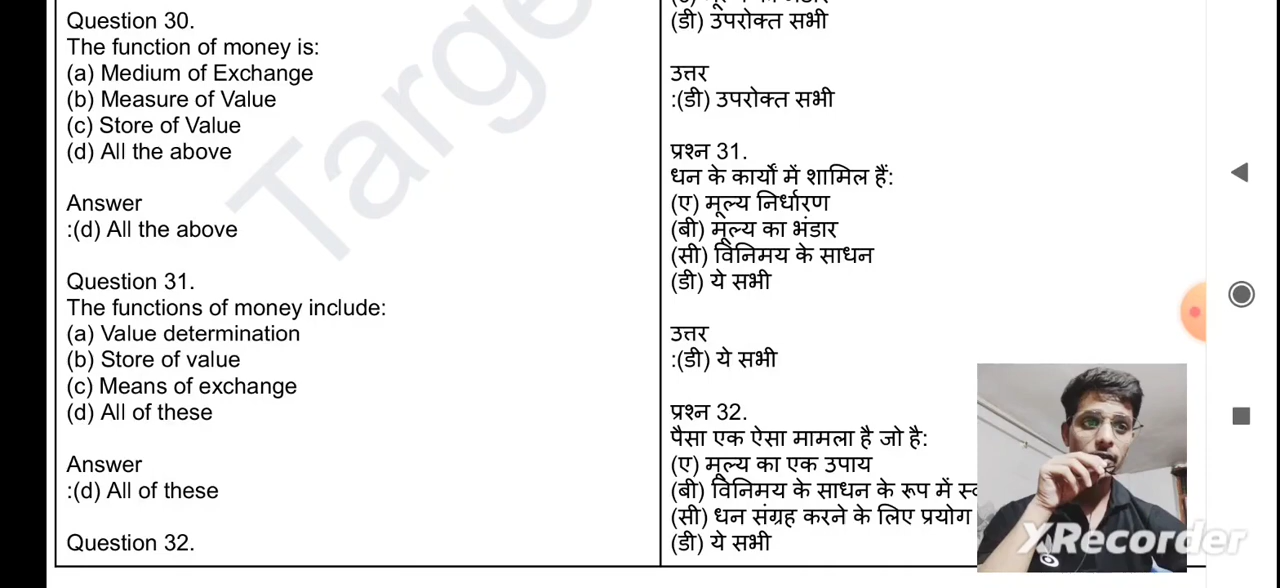 Question 30.
The function of money is:
(a) Medium of Exchange
(b) Measure of Value
(c) Store of Value
(d) All the above
Answer
:(d) All the above
Question 31.
The functions of money include:
(a) Value determination
(b) Store of value
(c) Means of exchange
(d) All of these
Answer
:(d) All of these
Question 32.
(डी) उपरोक्त सभी
उत्तर
:(डी) उपरोक्त सभी
प्रश्न 31.
धन के कार्यों में शामिल हैं:
(ए) मूल्य निर्धारण
(बी) मूल्य का भंडार
(सी) विनिमय के साधन
(डी) ये सभी
उत्तर
:(डी) ये सभी
प्रश्न 32.
पैसा एक ऐसा मामला है जो है:
(ए) मूल्य का एक उपाय
(बी) विनिमय के साधन के रूप में
(सी) धन संग्रह करने के लिए प्रयोग
(डी) ये सभी
Targe
XRecorder